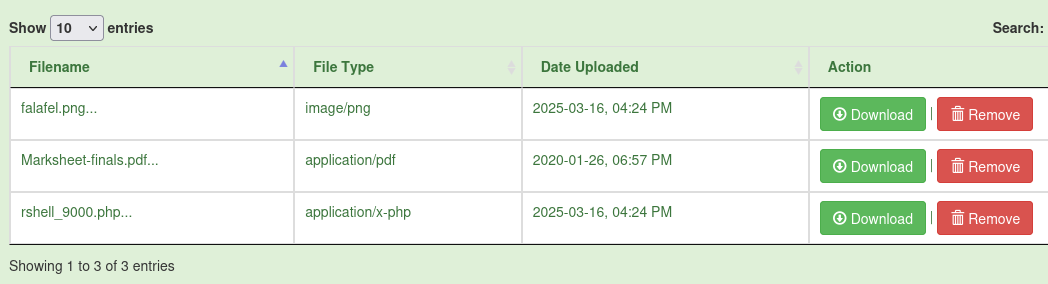 Show 10 entries Search:
Filename File Type Date Uploaded Action
falafel.png... image/png 2025-03-16, 04:24 PM Download | Remove
Marksheet-finals.pdf... application/pdf 2020-01-26, 06:57 PM Download | Remove
rshell_9000.php... application/x-php 2025-03-16, 04:24 PM Download | Remove
Showing 1 to 3 of 3 entries